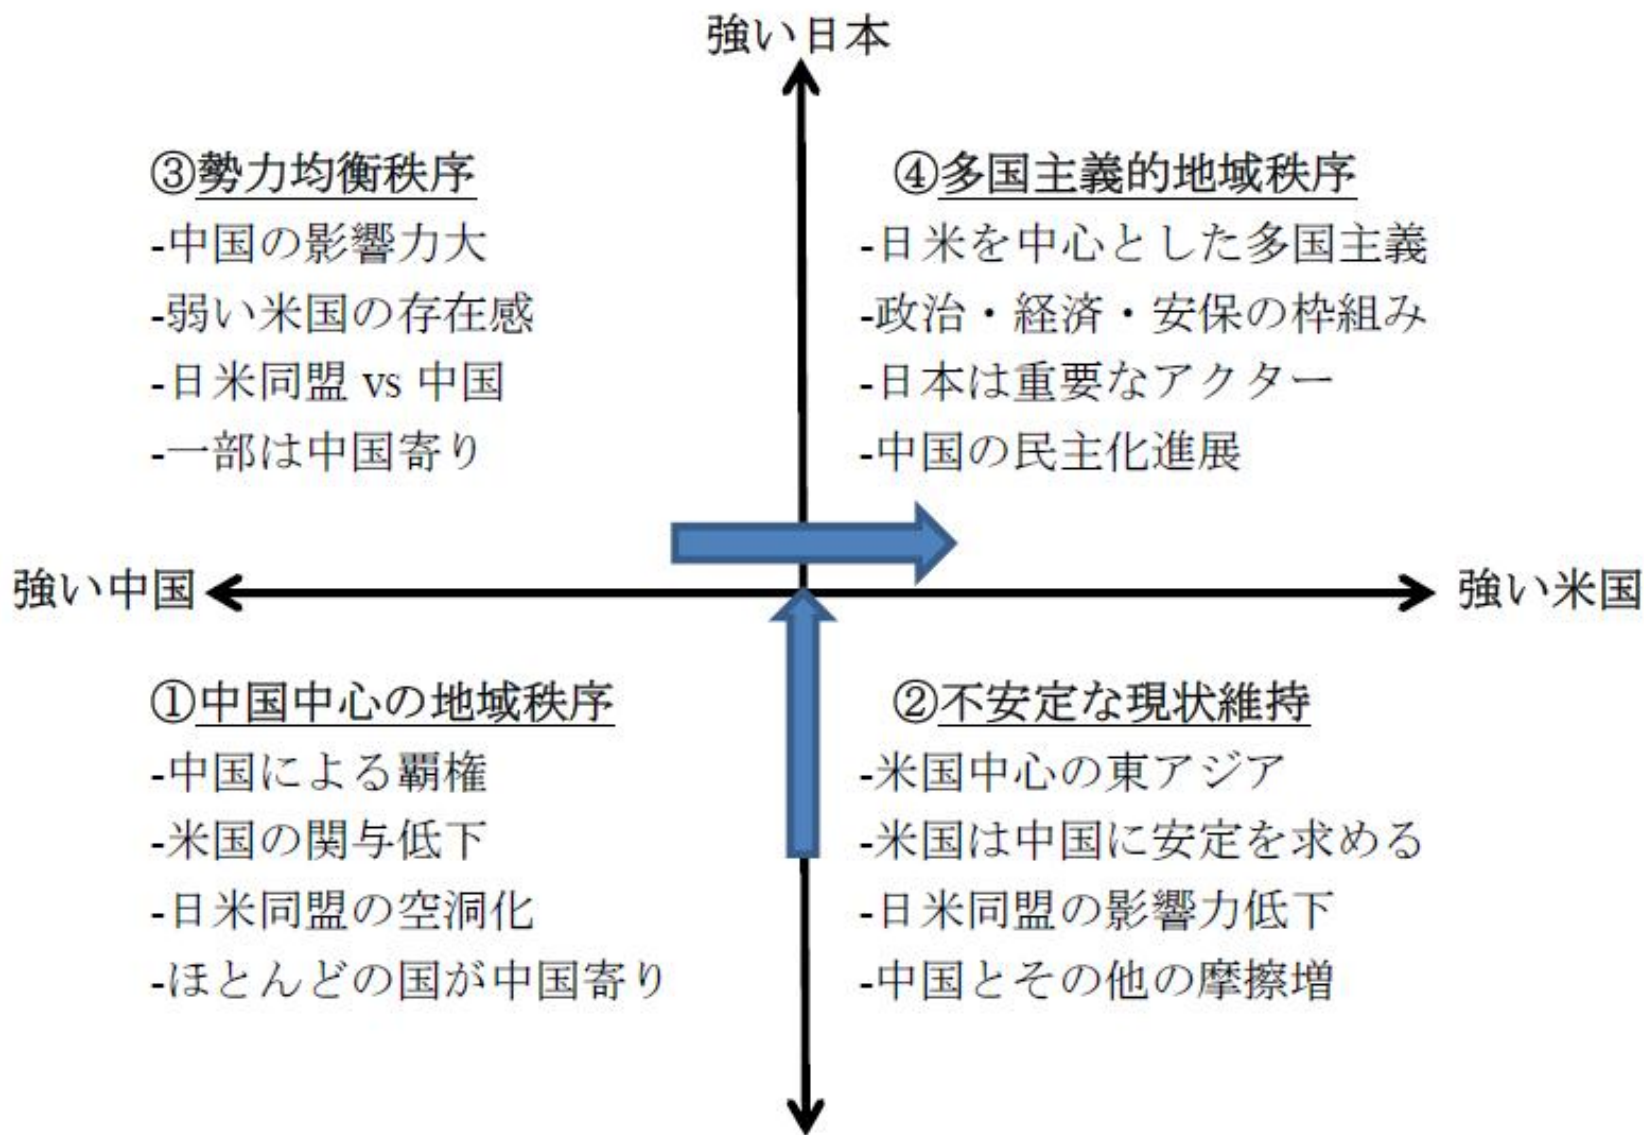 強い日本
③勢力均衡秩序
-中国の影響力大
-弱い米国の存在感
-日米同盟 vs 中国
-一部は中国寄り
④多国主義的地域秩序
-日米を中心とした多国主義
-政治・経済・安保の枠組み
-日本は重要なアクター
-中国の民主化進展
強い中国
強い米国
①中国中心の地域秩序
-中国による覇権
-米国の関与低下
-日米同盟の空洞化
-ほとんどの国が中国寄り
②不安定な現状維持
-米国中心の東アジア
-米国は中国に安定を求める
-日米同盟の影響力低下
-中国とその他の摩擦増